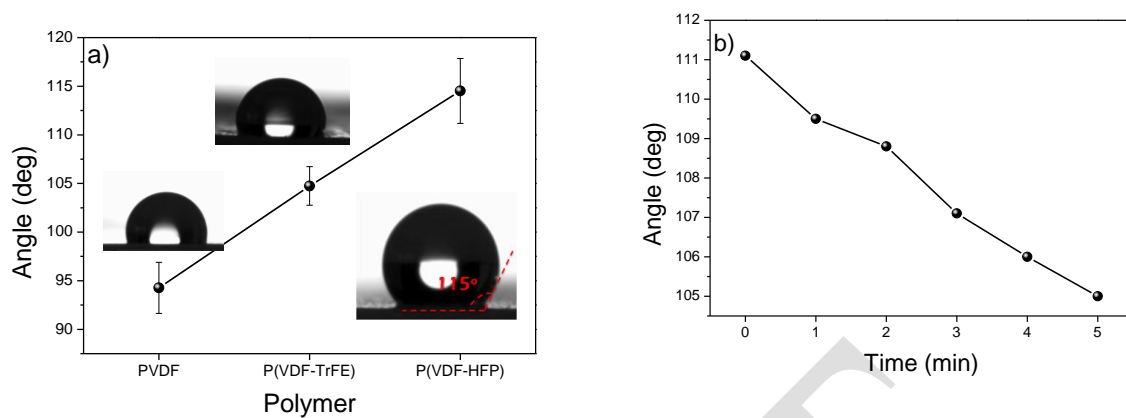 a)
120
115
110
105
100
95
90
Angle (deg)
115°
PVDF
P(VDF-TrFE)
P(VDF-HFP)
Polymer
b)
112
111
110
109
108
107
106
105
Angle (deg)
0
1
2
3
4
5
Time (min)